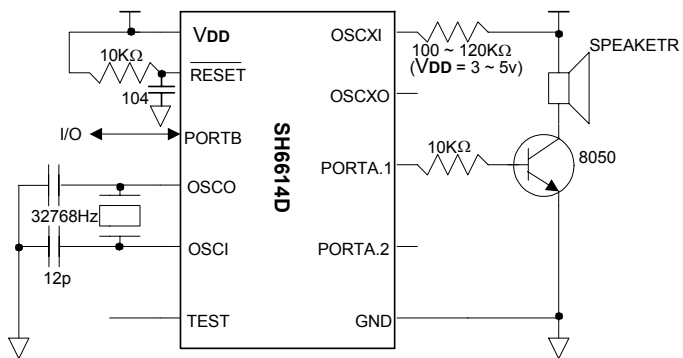 VDD
10KΩ
RESET
104
I/O
PORTB
OSCO
32768Hz
OSCI
12p
TEST
SH6614D
OSCXI
100 ~ 120KΩ
(VDD = 3 ~ 5v)
SPEAKETR
OSCXO
10KΩ
PORTA.1
8050
PORTA.2
GND